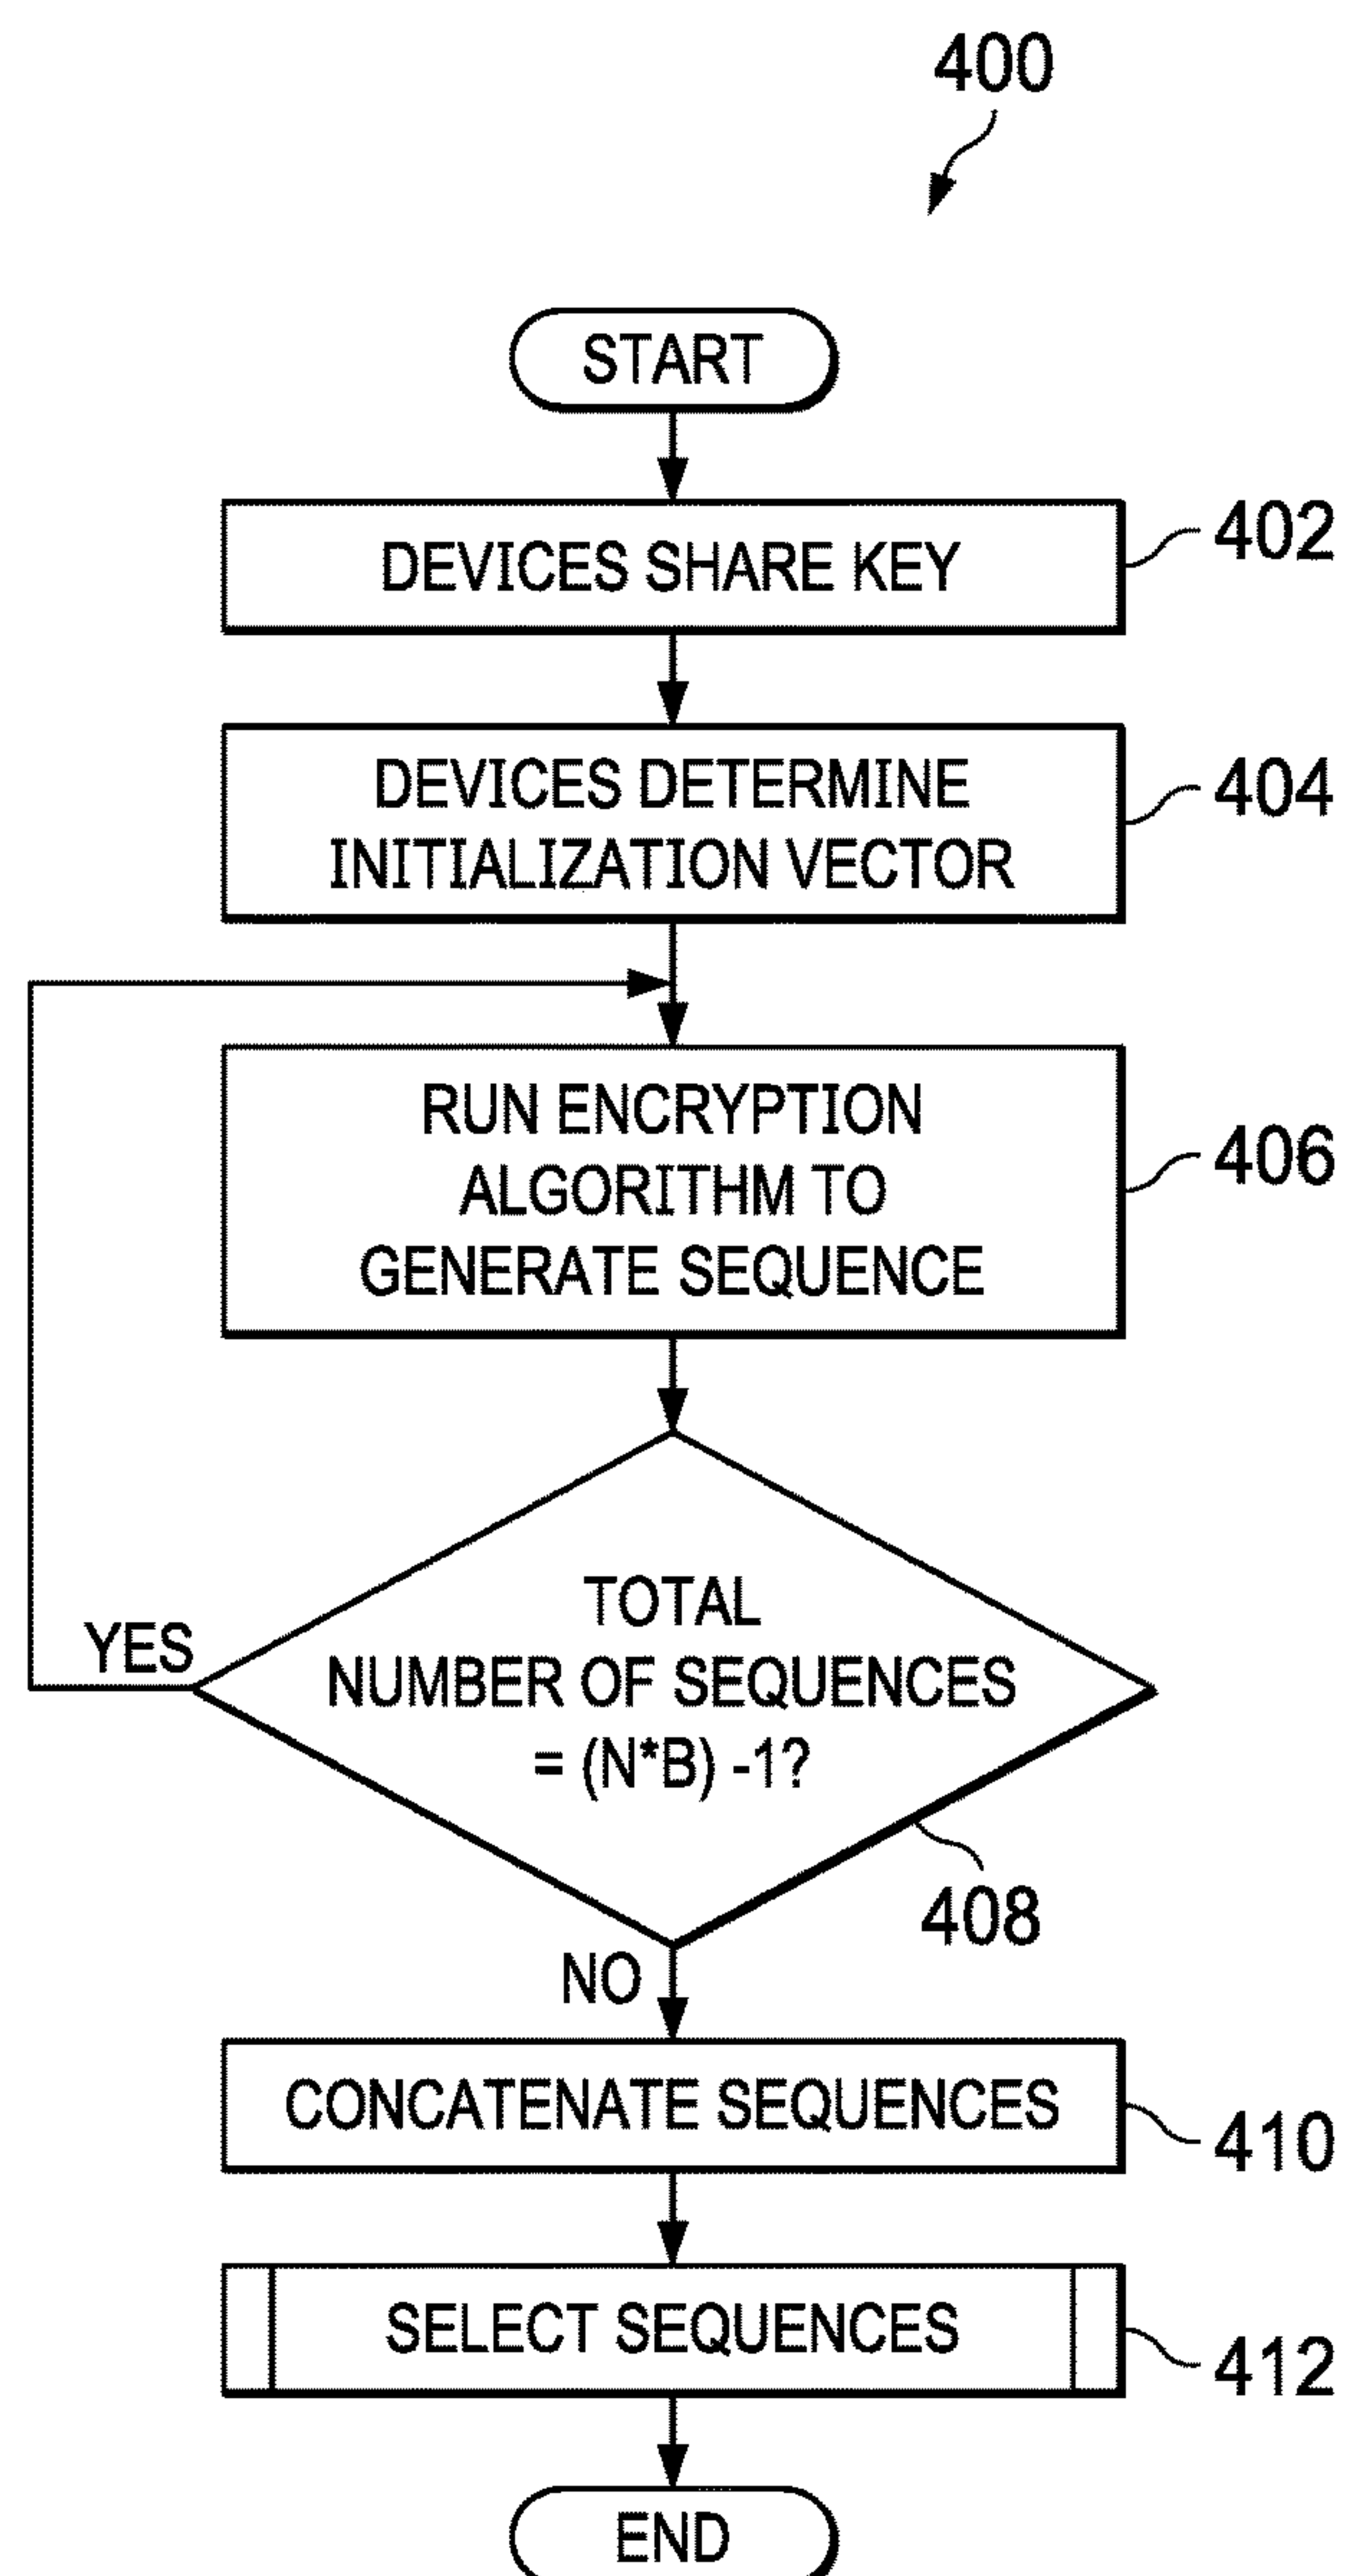 400
START
DEVICES SHARE KEY
402
DEVICES DETERMINE
INITIALIZATION VECTOR
404
RUN ENCRYPTION
ALGORITHM TO
GENERATE SEQUENCE
406
TOTAL
NUMBER OF SEQUENCES
= (N*B) -1?
YES
408
NO
CONCATENATE SEQUENCES
410
SELECT SEQUENCES
412
END